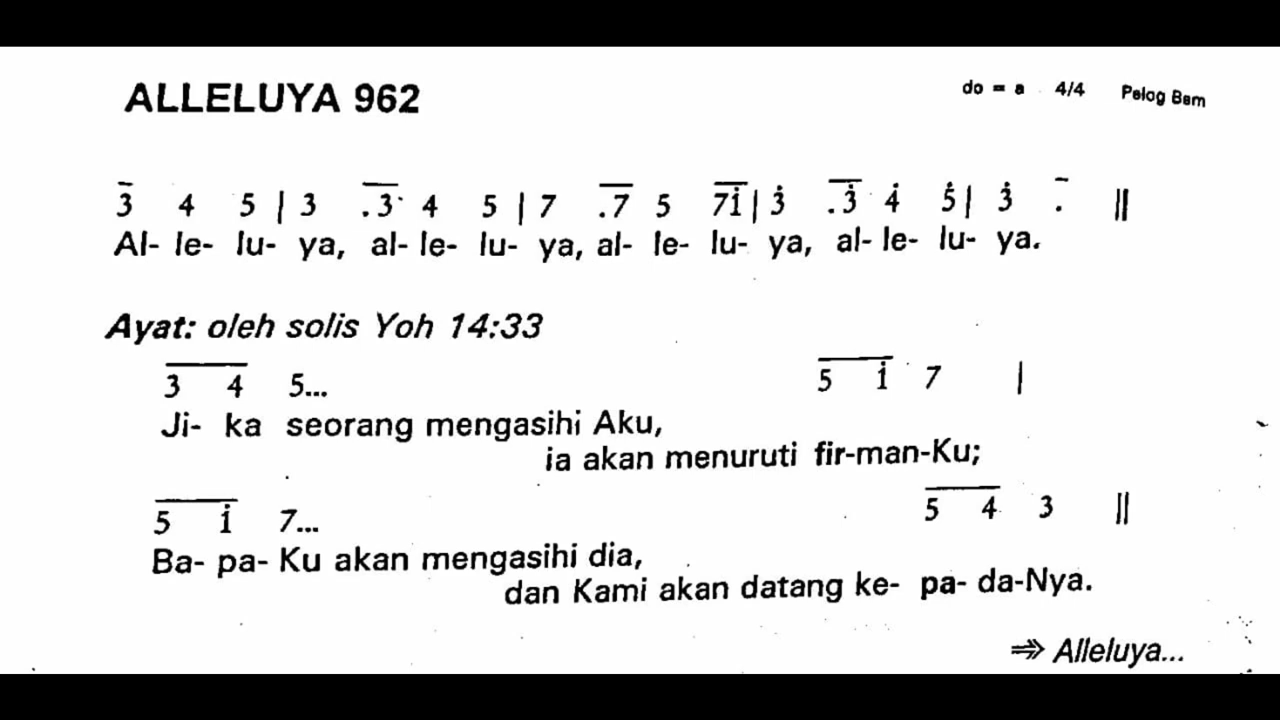 ALLELUYA 962
do = a 4/4 Pelog Bem
3̄ 4 5 | 3 .3 4 5 | 7 .7 5 7i | 3̇ .3̇ 4̇ 5̇ | 3̇ . ||
Al- le- lu- ya, al- le- lu- ya, al- le- lu- ya, al- le- lu- ya.
Ayat: oleh solis Yoh 14:33
3 4 5... 5 i 7 |
Ji- ka seorang mengasihi Aku,
ia akan menuruti fir-man-Ku;
5 i 7... 5 4 3 ||
Ba- pa- Ku akan mengasihi dia,
dan Kami akan datang ke- pa- da-Nya.
⇒ Alleluya...